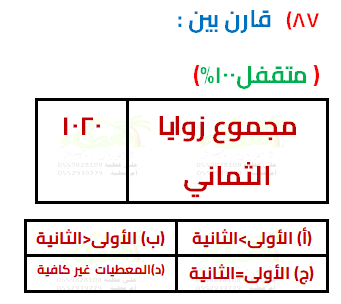 ٨٧) قارن بين :
( متقفل١٠٠%)
مجموع زوايا الثماني
١٠٢٠
(أ) الأولى>الثانية
(ب) الأولى<الثانية
(ج) الأولى=الثانية
(د)المعطيات غير كافية